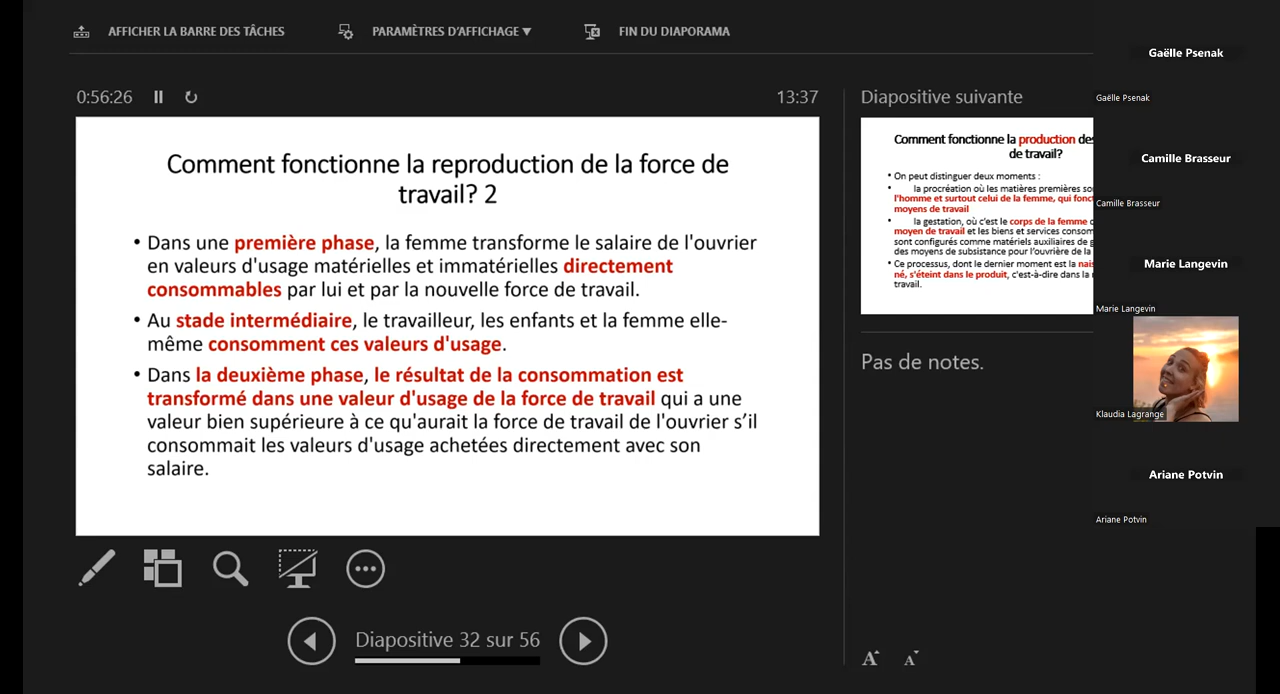 AFFICHER LA BARRE DES TÂCHES
PARAMÈTRES D'AFFICHAGE ▼
FIN DU DIAPORAMA
0:56:26
13:37
Comment fonctionne la reproduction de la force de
travail? 2
• Dans une première phase, la femme transforme le salaire de l'ouvrier
en valeurs d'usage matérielles et immatérielles directement
consommables par lui et par la nouvelle force de travail.
• Au stade intermédiaire, le travailleur, les enfants et la femme elle-
même consomment ces valeurs d'usage.
• Dans la deuxième phase, le résultat de la consommation est
transformé dans une valeur d'usage de la force de travail qui a une
valeur bien supérieure à ce qu'aurait la force de travail de l'ouvrier s’il
consommait les valeurs d'usage achetées directement avec son
salaire.
Diapositive 32 sur 56
Diapositive suivante
Comment fonctionne la production des
de travail?
• On peut distinguer deux moments :
• la procréation où les matières premières
l'homme et surtout celui de la femme, qui
moyens de travail
• la gestation, où c'est le corps de la femme
moyen de travail et les biens et services
sont configurés comme matériels auxiliaires de
des moyens de subsistance pour l'ouvrière de
• Ce processus, dont le dernier moment est la
né, s'éteint dans le produit, c'est-à-dire dans la
travail.
Pas de notes.
A A
Gaëlle Psenak
Gaëlle Psenak
Camille Brasseur
Camille Brasseur
Marie Langevin
Marie Langevin
Klaudia Lagrange
Ariane Potvin
Ariane Potvin